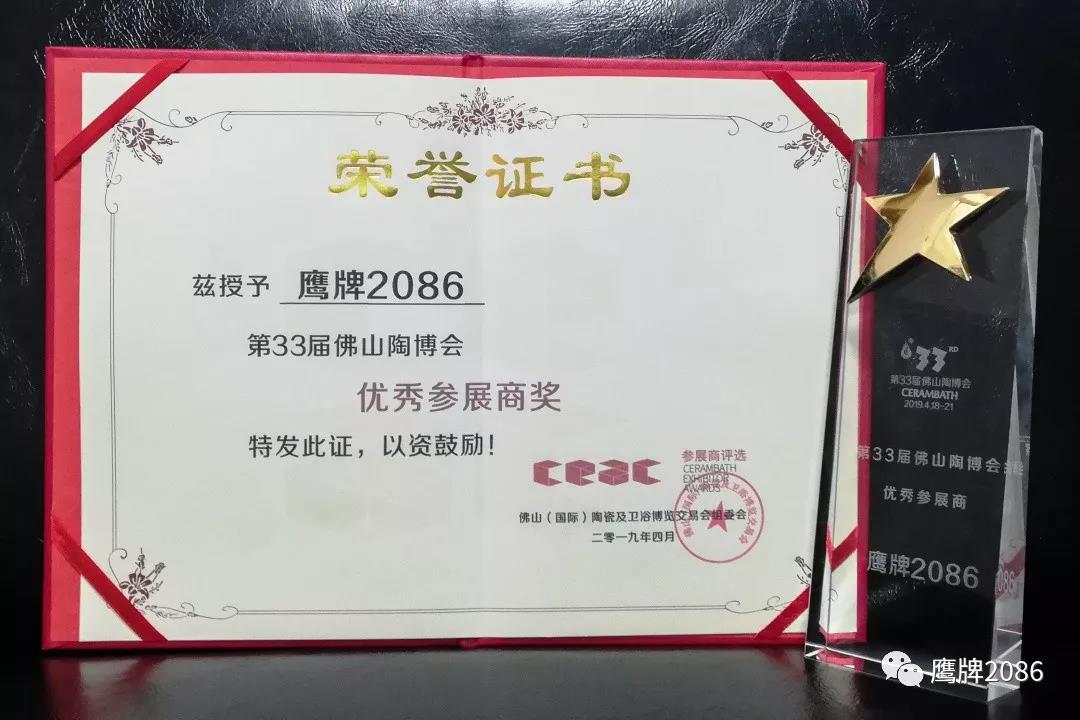 荣誉证书
兹授予 鹰牌2086
第33届佛山陶博会
优秀参展商奖
特发此证，以资鼓励！
ceac
参展商评选
CERAMBATH
EXHIBITOR
AWARDS
佛山（国际）陶瓷及卫浴博览交易会组委会
二零一九年四月
33RD
第33届佛山陶博会
CERAMBATH
2019.4.18-21
第33届佛山陶博会
优秀参展商
鹰牌2086
鹰牌2086